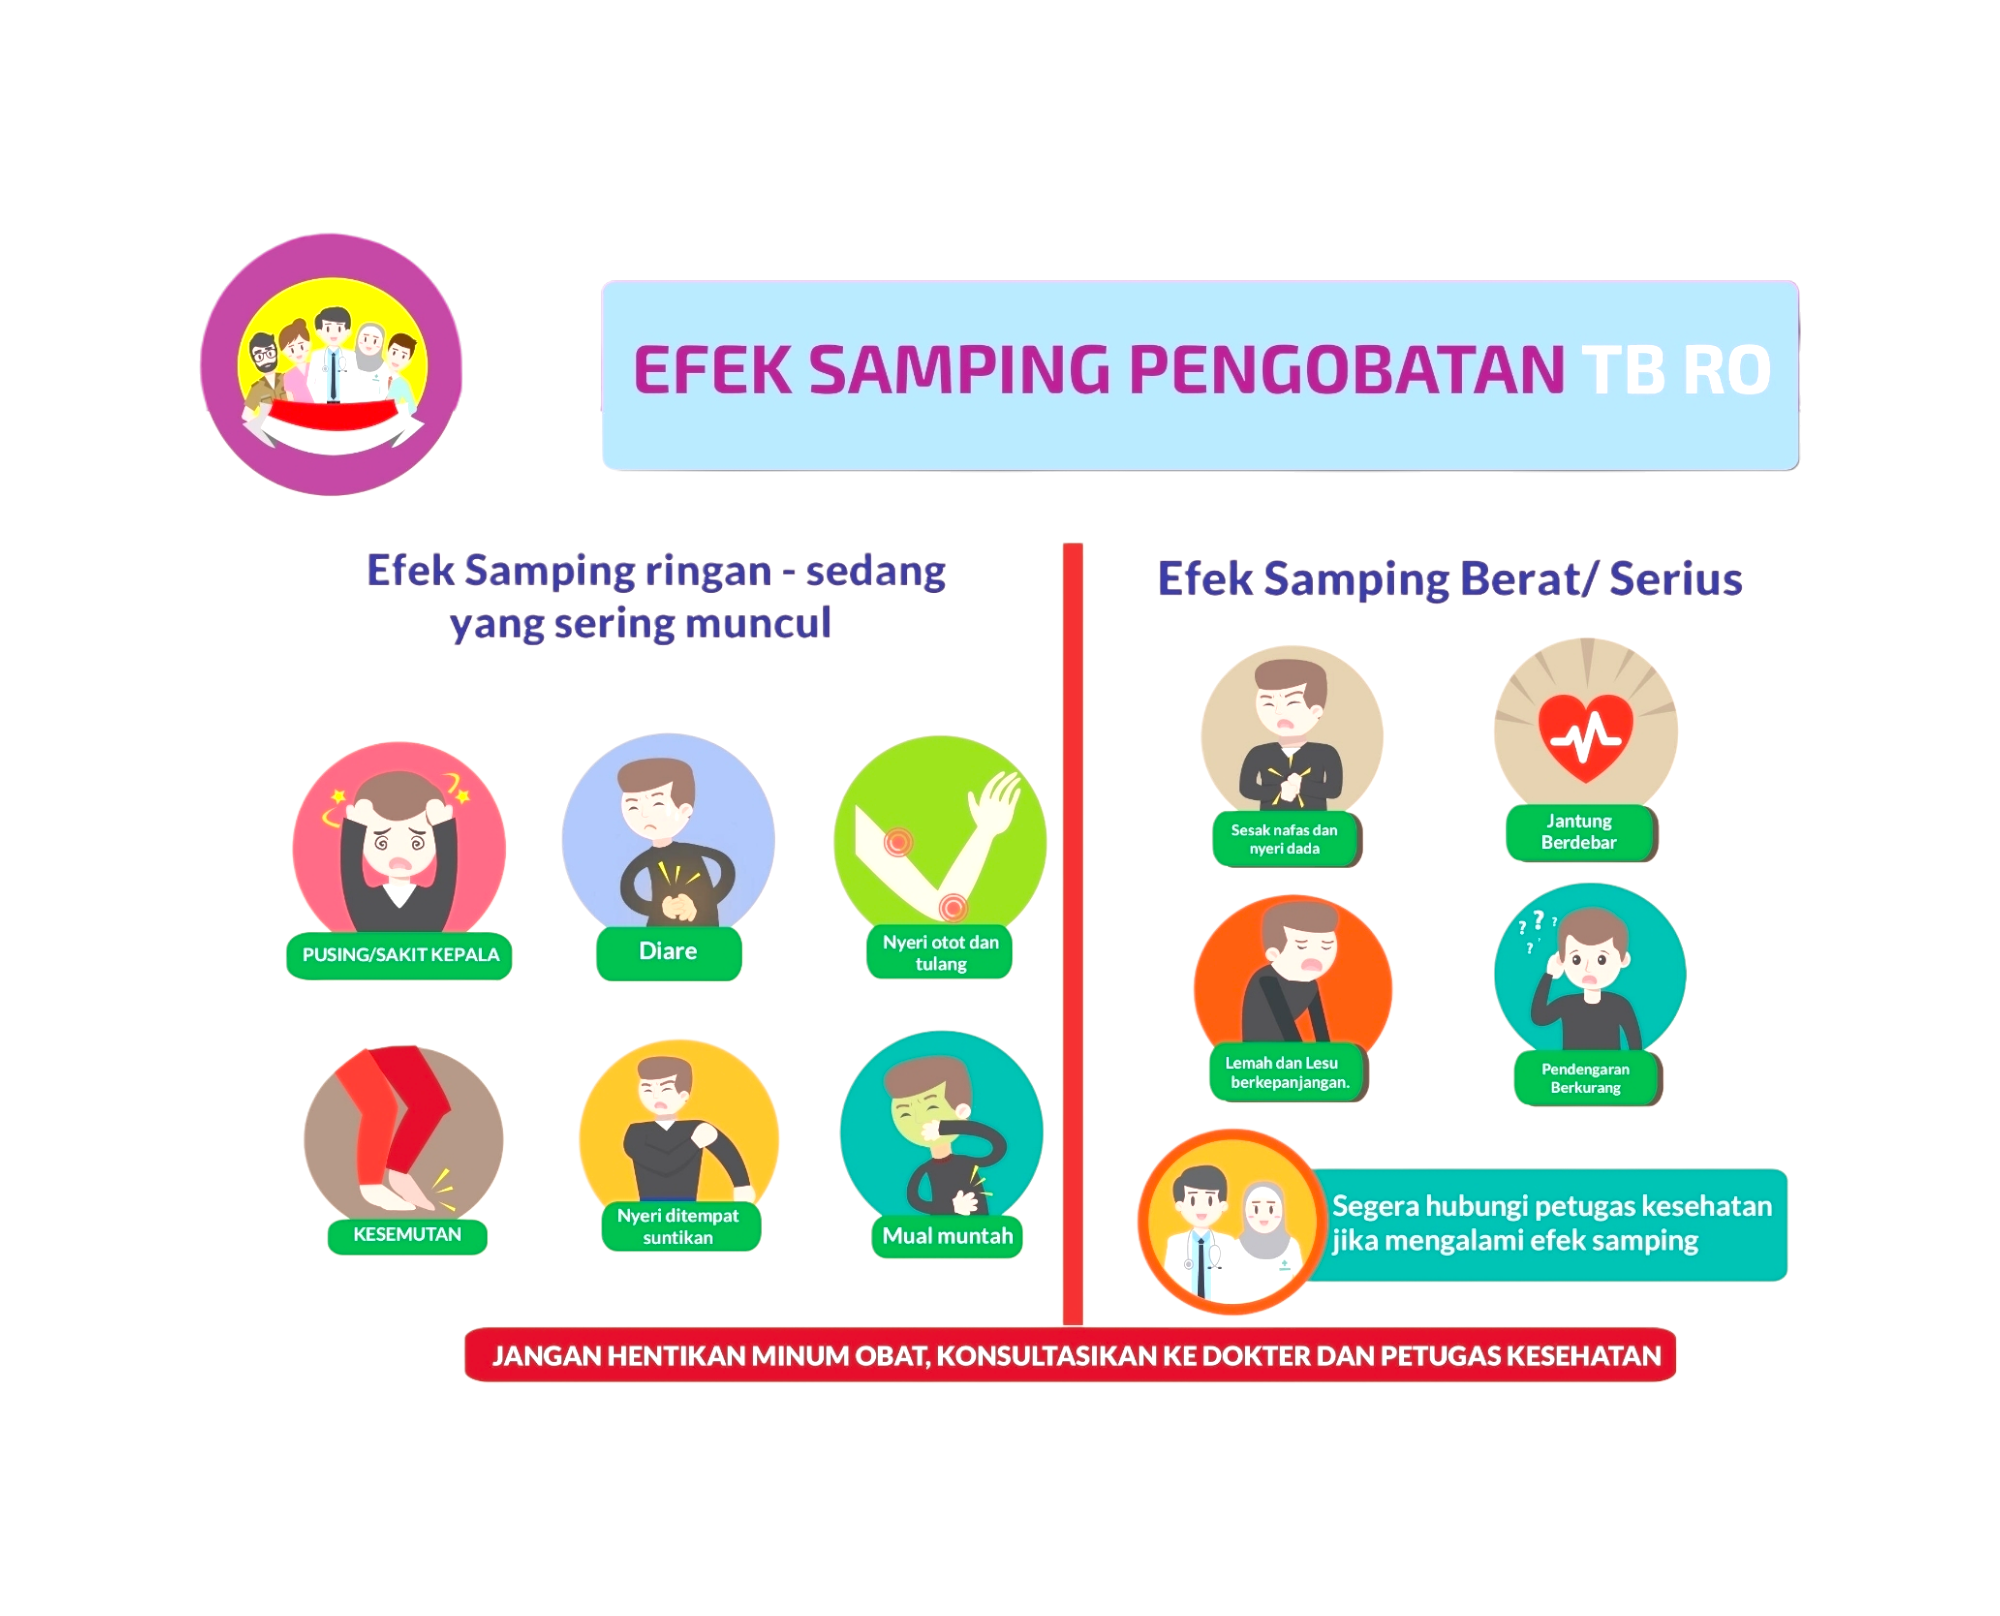 EFEK SAMPING PENGOBATAN TB RO
Efek Samping ringan - sedang
yang sering muncul
PUSING/SAKIT KEPALA
Diare
Nyeri otot dan
tulang
KESEMUTAN
Nyeri ditempat
suntikan
Mual muntah
Efek Samping Berat/ Serius
Sesak nafas dan
nyeri dada
Jantung
Berdebar
Lemah dan Lesu
berkepanjangan.
? ? ?
?
Pendengaran
Berkurang
Segera hubungi petugas kesehatan
jika mengalami efek samping
JANGAN HENTIKAN MINUM OBAT, KONSULTASIKAN KE DOKTER DAN PETUGAS KESEHATAN